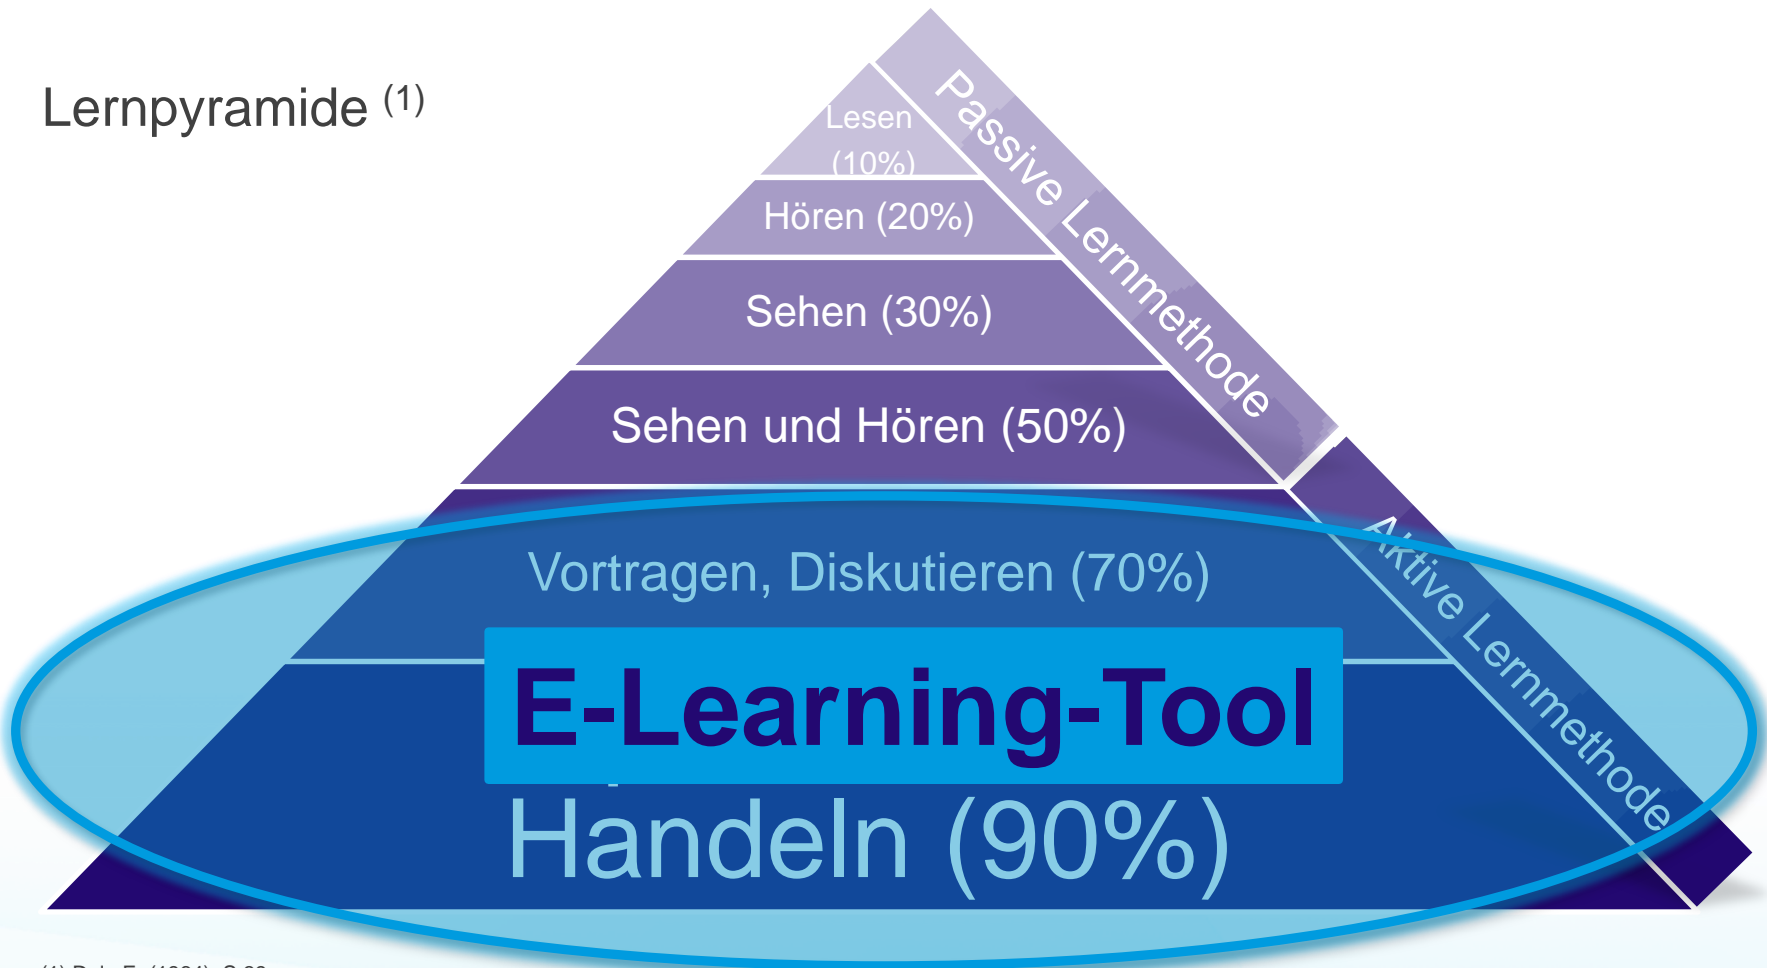 Lernpyramide (1)
Lesen
(10%)
Passive Lernmethode
Hören (20%)
Sehen (30%)
Sehen und Hören (50%)
Vortragen, Diskutieren (70%)
Aktive Lernmethode
E-Learning-Tool
Handeln (90%)